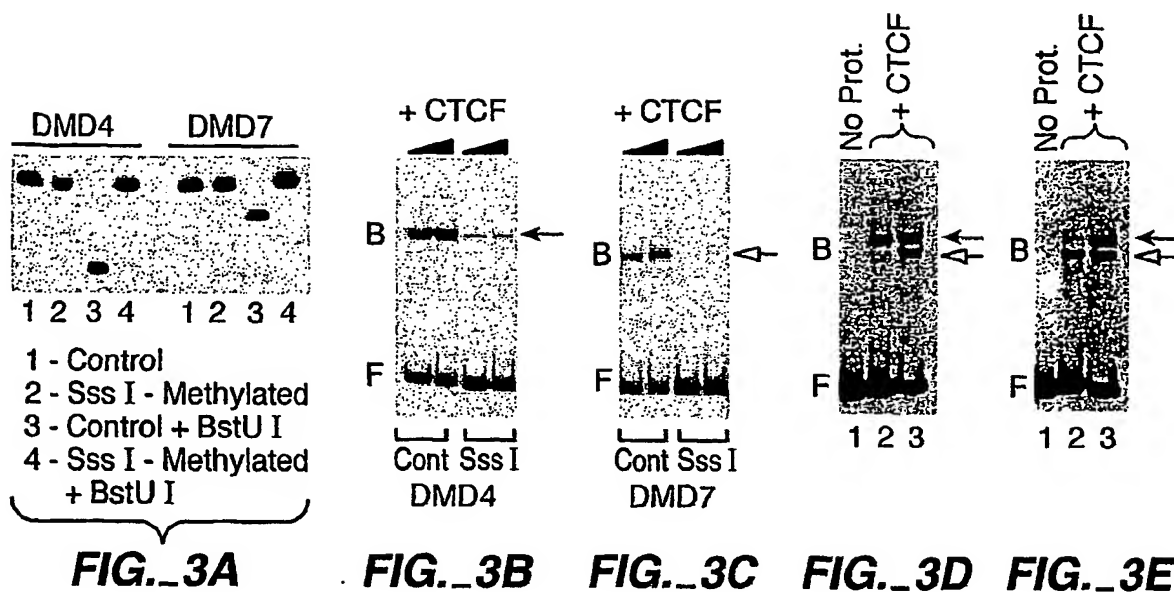 DMD4 DMD7
1 2 3 4 1 2 3 4
1 - Control
2 - Sss I - Methylated
3 - Control + BstU I
4 - Sss I - Methylated
+ BstU I
FIG._3A
+ CTCF
B
F
Cont Sss I
DMD4
FIG._3B
+ CTCF
B
F
Cont Sss I
DMD7
FIG._3C
No Prot.
+ CTCF
B
F
1 2 3
FIG._3D
No Prot.
+ CTCF
B
F
1 2 3
FIG._3E